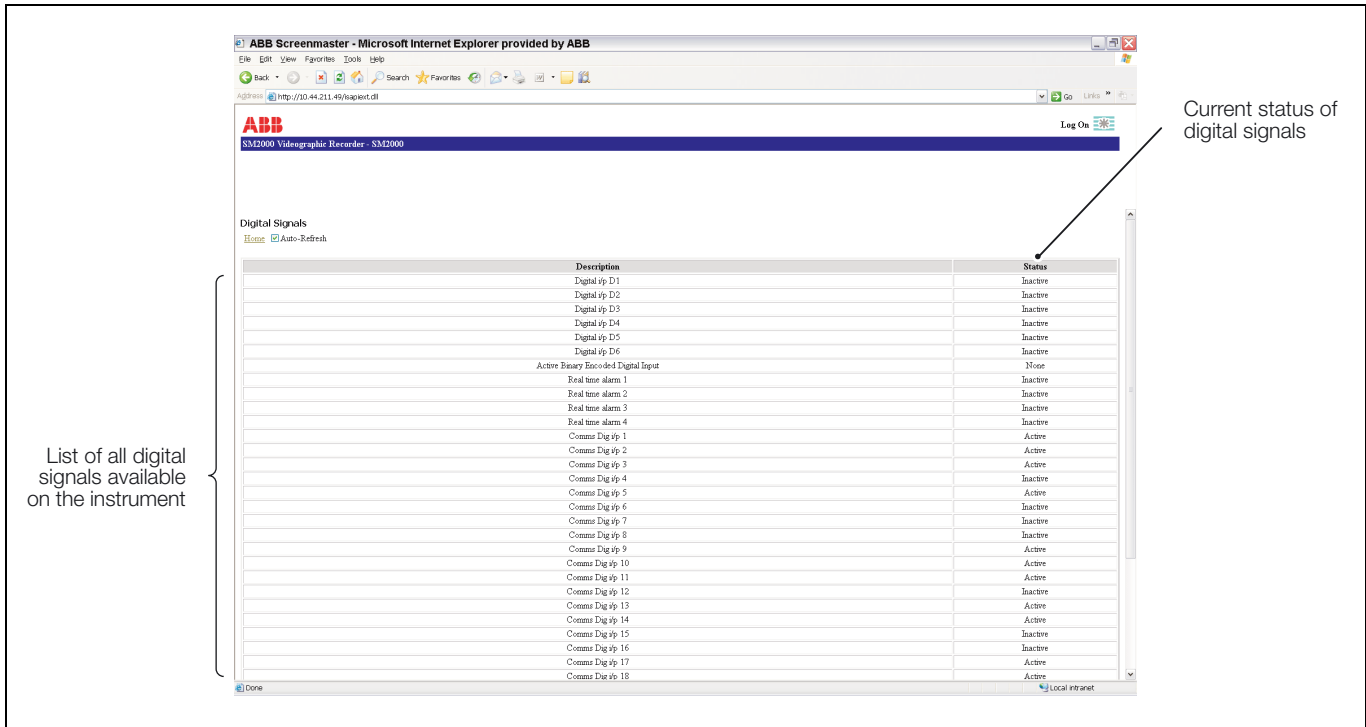 ABB Screenmaster - Microsoft Internet Explorer provided by ABB
File Edit View Favorites Tools Help
Back Search Favorites
Address http://10.44.211.49/isapiext.dll Go Links »
ABB Log On
SM2000 Videographic Recorder - SM2000
Current status of
digital signals
Digital Signals
Home Auto-Refresh
Description Status
Digital i/p D1 Inactive
Digital i/p D2 Inactive
Digital i/p D3 Inactive
Digital i/p D4 Inactive
Digital i/p D5 Inactive
Digital i/p D6 Inactive
Active Binary Encoded Digital Input None
Real time alarm 1 Inactive
Real time alarm 2 Inactive
Real time alarm 3 Inactive
Real time alarm 4 Inactive
Comms Dig i/p 1 Active
Comms Dig i/p 2 Active
Comms Dig i/p 3 Active
Comms Dig i/p 4 Inactive
Comms Dig i/p 5 Active
Comms Dig i/p 6 Inactive
Comms Dig i/p 7 Inactive
Comms Dig i/p 8 Inactive
Comms Dig i/p 9 Active
Comms Dig i/p 10 Active
Comms Dig i/p 11 Active
Comms Dig i/p 12 Inactive
Comms Dig i/p 13 Active
Comms Dig i/p 14 Active
Comms Dig i/p 15 Inactive
Comms Dig i/p 16 Inactive
Comms Dig i/p 17 Active
Comms Dig i/p 18 Active
List of all digital
signals available
on the instrument
Done Local intranet